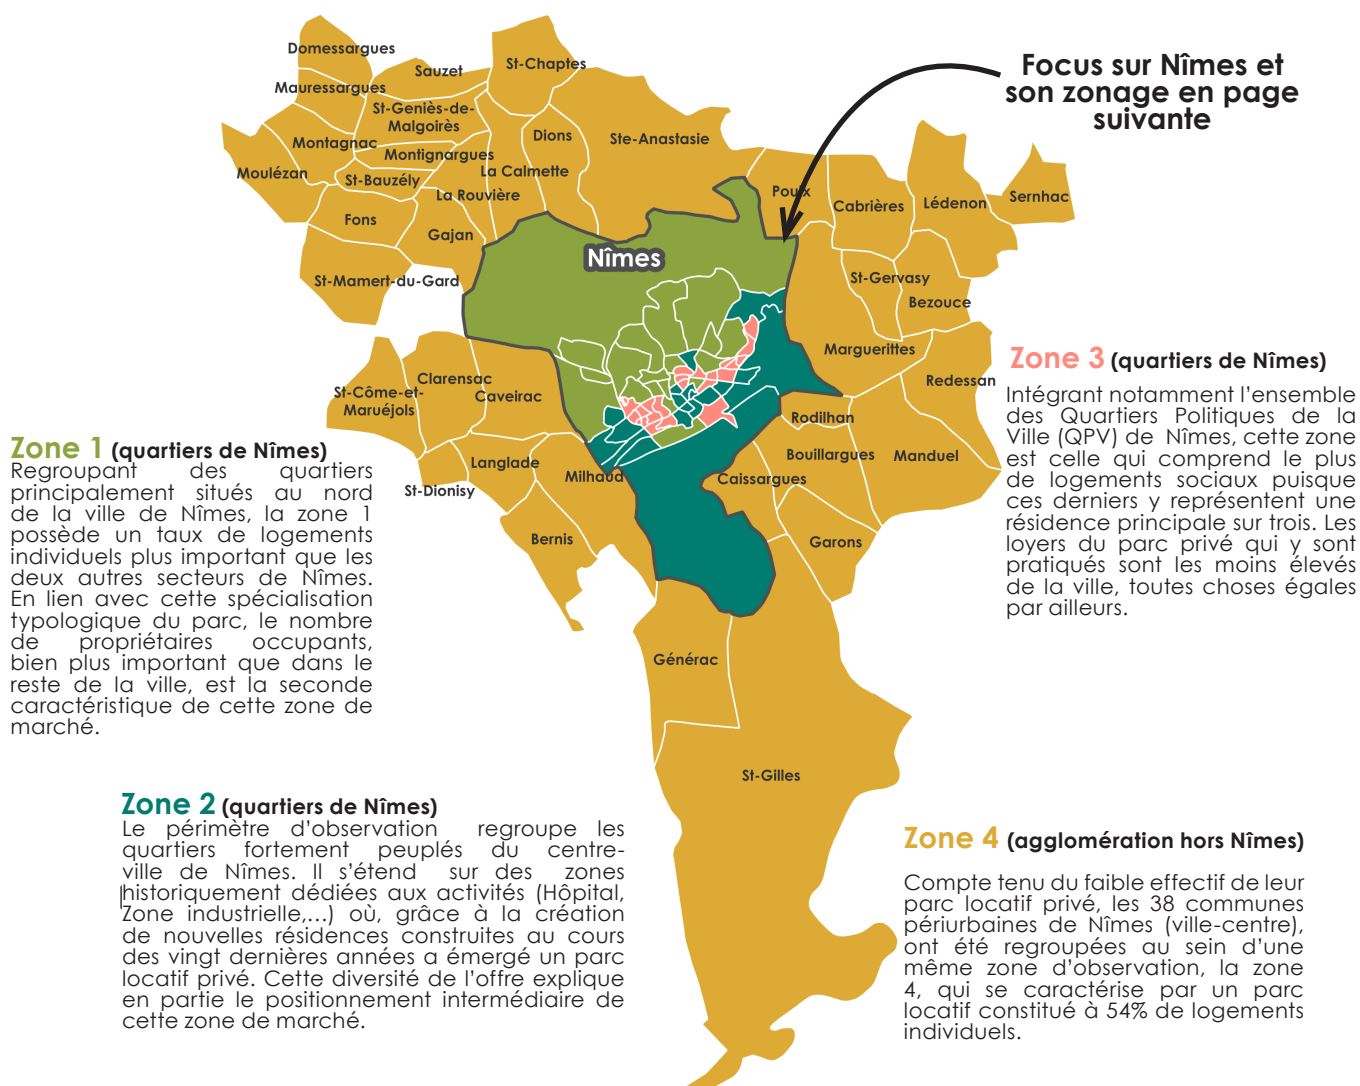 Domessargues
Sauzet
St-Chaptes
Mauressargues
St-Geniès-de-
Malgoirès
Montagnac
Dions
Ste-Anastasie
Montignargues
Moulézan
St-Bauzély
La Calmette
La Rouvière
Fons
Gajan
St-Mamert-du-Gard
Focus sur Nîmes et
son zonage en page
suivante
Poulx
Cabrières
Lédenon
Sernhac
Nîmes
St-Gervasy
Bezouce
Marguerittes
Redessan
St-Côme-et-
Maruéjols
Clarensac
Caveirac
Rodilhan
Bouillargues
Manduel
Langlade
Milhaud
Caissargues
St-Dionisy
Bernis
Garons
Générac
St-Gilles
Zone 3 (quartiers de Nîmes)
Intégrant notamment l'ensemble
des Quartiers Politiques de la
Ville (QPV) de Nîmes, cette zone
est celle qui comprend le plus
de logements sociaux puisque
ces derniers y représentent une
résidence principale sur trois. Les
loyers du parc privé qui y sont
pratiqués sont les moins élevés
de la ville, toutes choses égales
par ailleurs.
Zone 1 (quartiers de Nîmes)
Regroupant des quartiers
principalement situés au nord
de la ville de Nîmes, la zone 1
possède un taux de logements
individuels plus important que les
deux autres secteurs de Nîmes.
En lien avec cette spécialisation
typologique du parc, le nombre
de propriétaires occupants,
bien plus important que dans le
reste de la ville, est la seconde
caractéristique de cette zone de
marché.
Zone 2 (quartiers de Nîmes)
Le périmètre d'observation regroupe les
quartiers fortement peuplés du centre-
ville de Nîmes. Il s'étend sur des zones
historiquement dédiées aux activités (Hôpital,
Zone industrielle,...) où, grâce à la création
de nouvelles résidences construites au cours
des vingt dernières années a émergé un parc
locatif privé. Cette diversité de l'offre explique
en partie le positionnement intermédiaire de
cette zone de marché.
Zone 4 (agglomération hors Nîmes)
Compte tenu du faible effectif de leur
parc locatif privé, les 38 communes
périurbaines de Nîmes (ville-centre),
ont été regroupées au sein d'une
même zone d'observation, la zone
4, qui se caractérise par un parc
locatif constitué à 54% de logements
individuels.